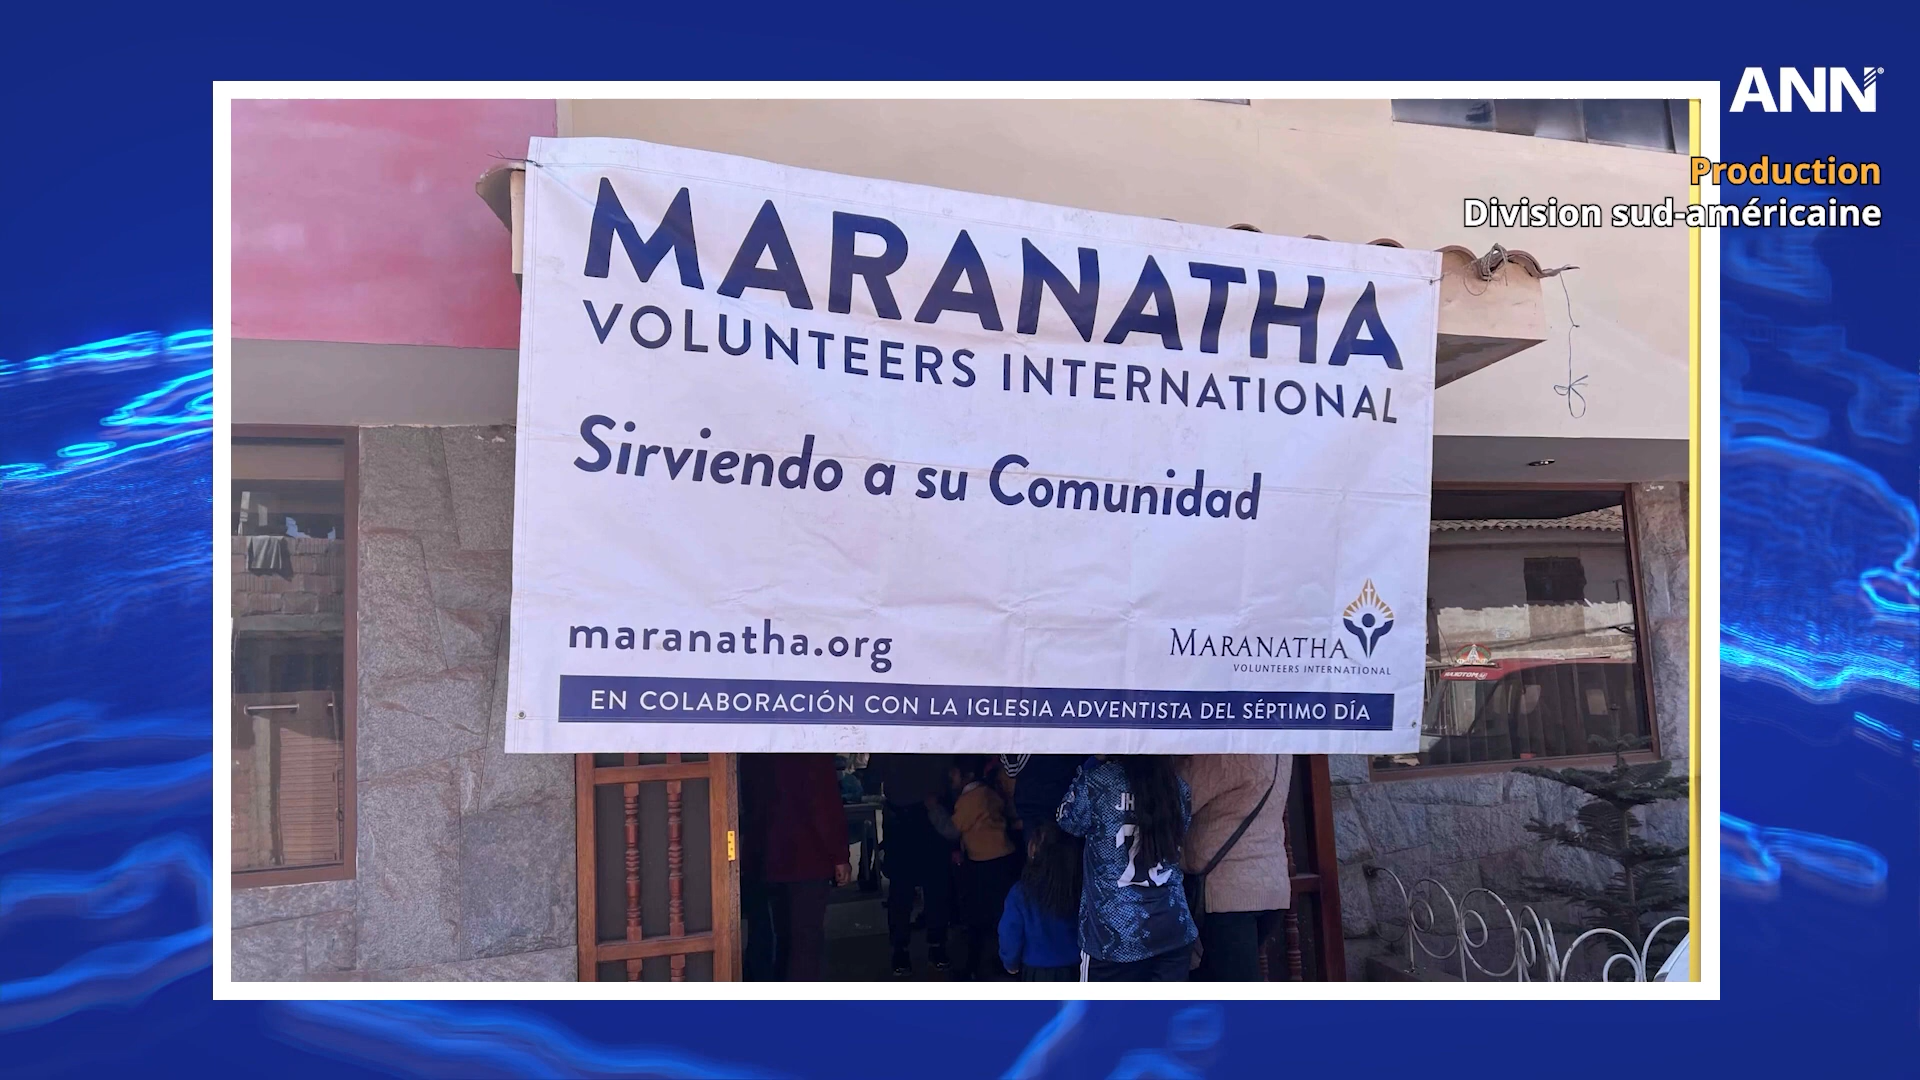 ANN
Production
Division sud-américaine
MARANATHA
VOLUNTEERS INTERNATIONAL
Sirviendo a su Comunidad
maranatha.org
MARANATHA
VOLUNTEERS INTERNATIONAL
EN COLABORACIÓN CON LA IGLESIA ADVENTISTA DEL SÉPTIMO DÍA
JH